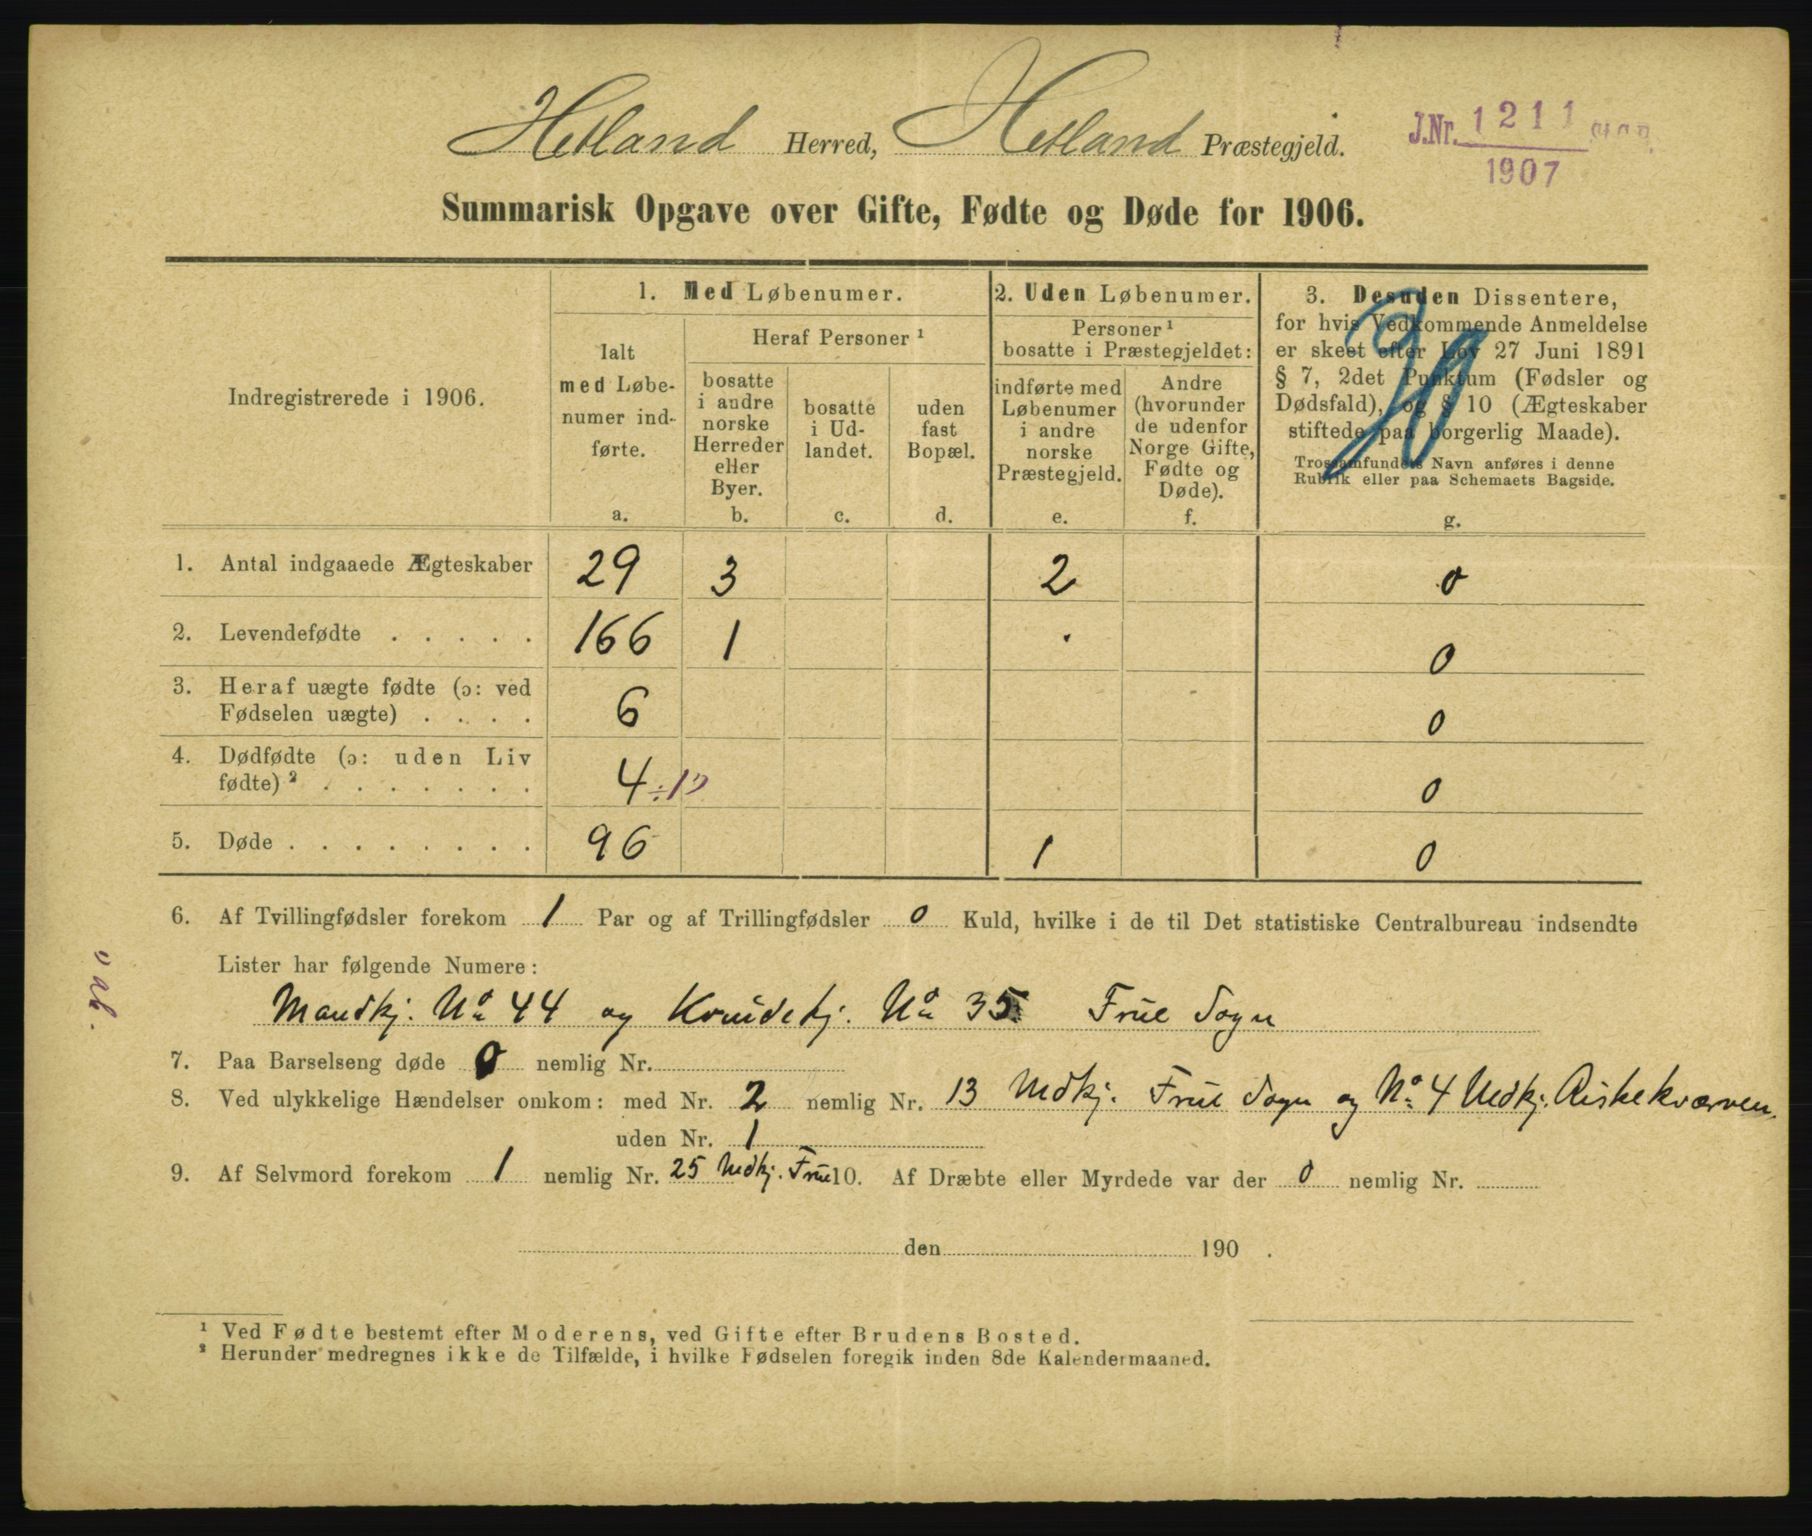 Hetland Herred, Hetland Præstegjeld.
J.Nr. 1211
1907
Summarisk Opgave over Gifte, Fødte og Døde for 1906.
Indregistrerede i 1906.
1. Med Løbenumer.
Ialt
med Løbe-
numer ind-
førte.
a.
Heraf Personer ¹
bosatte
i andre
norske
Herreder
eller
Byer.
b.
bosatte
i Ud-
landet.
c.
uden
fast
Bopæl.
d.
2. Uden Løbenumer.
Personer ¹
bosatte i Præstegjeldet:
indførte med
Løbenumer
i andre
norske
Præstegjeld.
e.
Andre
(hvorunder
de udenfor
Norge Gifte,
Fødte og
Døde).
f.
3. Desuden Dissentere,
for hvis Vedkommende Anmeldelse
er skeet efter Lov 27 Juni 1891
§ 7, 2det Punktum (Fødsler og
Dødsfald), og § 10 (Ægteskaber
stiftede paa borgerlig Maade).
Trossamfundets Navn anføres i denne
Rubrik eller paa Schemaets Bagside.
g.
1. Antal indgaaede Ægteskaber 29 3 2 0
2. Levendefødte . . . . . 166 1 · 0
3. Heraf uægte fødte (ɔ: ved
Fødselen uægte) . . . . 6 0
4. Dødfødte (ɔ: uden Liv
fødte) ² . . . . . . . 4 ÷1 0
5. Døde . . . . . . . . 96 1 0
6. Af Tvillingfødsler forekom 1 Par og af Trillingfødsler 0 Kuld, hvilke i de til Det statistiske Centralbureau indsendte
Lister har følgende Numere:
Mandkj. No 44 og Kvindekj. No 35 Frue Sogn
7. Paa Barselseng døde 0 nemlig Nr.
8. Ved ulykkelige Hændelser omkom: med Nr. 2 nemlig Nr. 13 Mdkj. Frue Sogn og No 4 Mdkj. Riskekværven.
uden Nr. 1
9. Af Selvmord forekom 1 nemlig Nr. 25 Mdkj. Frue 10. Af Dræbte eller Myrdede var der 0 nemlig Nr.
den 190 .
¹ Ved Fødte bestemt efter Moderens, ved Gifte efter Brudens Bosted.
² Herunder medregnes ikke de Tilfælde, i hvilke Fødselen foregik inden 8de Kalendermaaned.